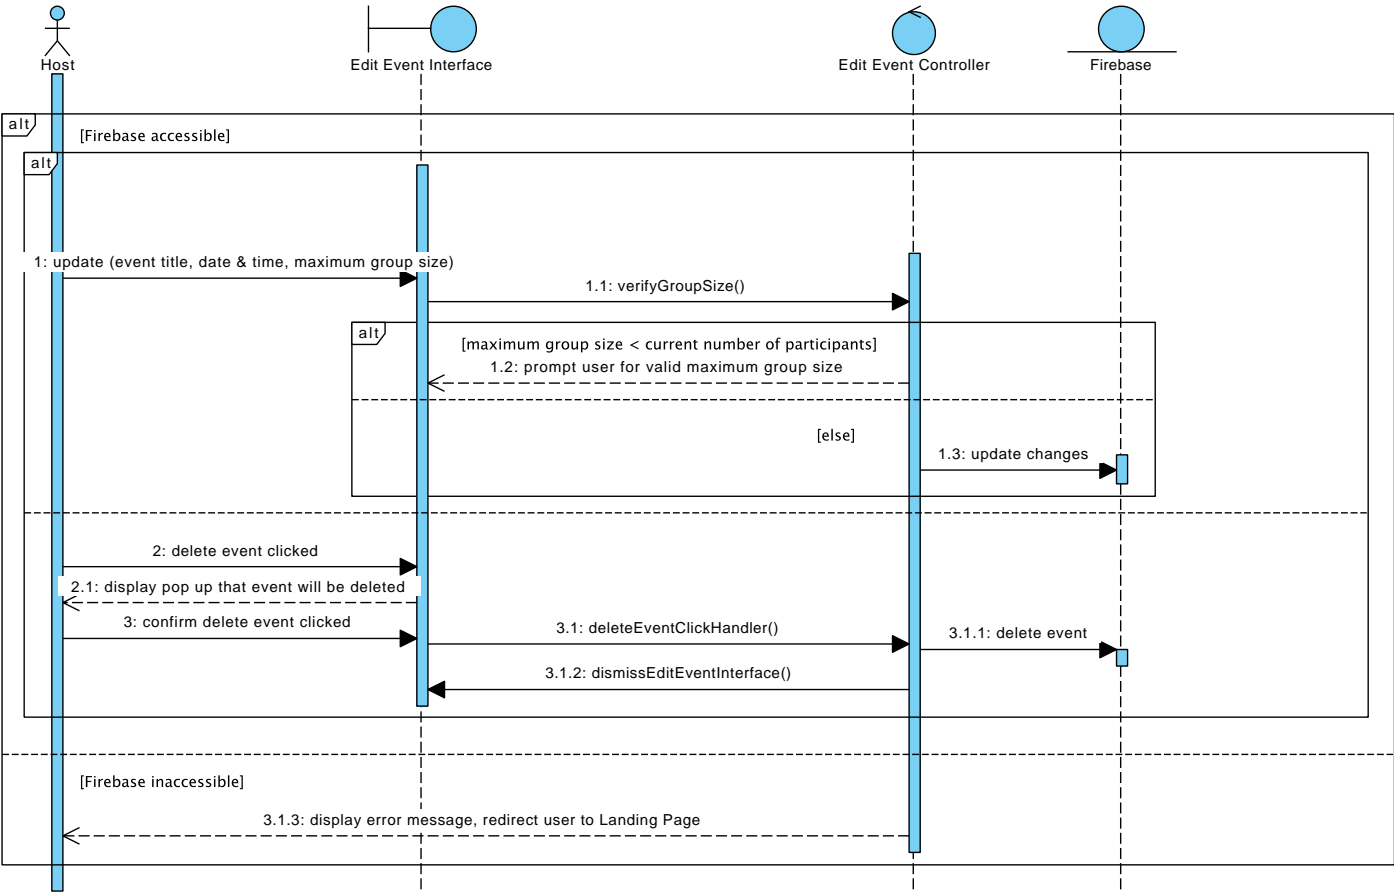 Host
Edit Event Interface
Edit Event Controller
Firebase
alt
[Firebase accessible]
alt
1: update (event title, date & time, maximum group size)
1.1: verifyGroupSize()
alt
[maximum group size < current number of participants]
1.2: prompt user for valid maximum group size
[else]
1.3: update changes
2: delete event clicked
2.1: display pop up that event will be deleted
3: confirm delete event clicked
3.1: deleteEventClickHandler()
3.1.1: delete event
3.1.2: dismissEditEventInterface()
[Firebase inaccessible]
3.1.3: display error message, redirect user to Landing Page